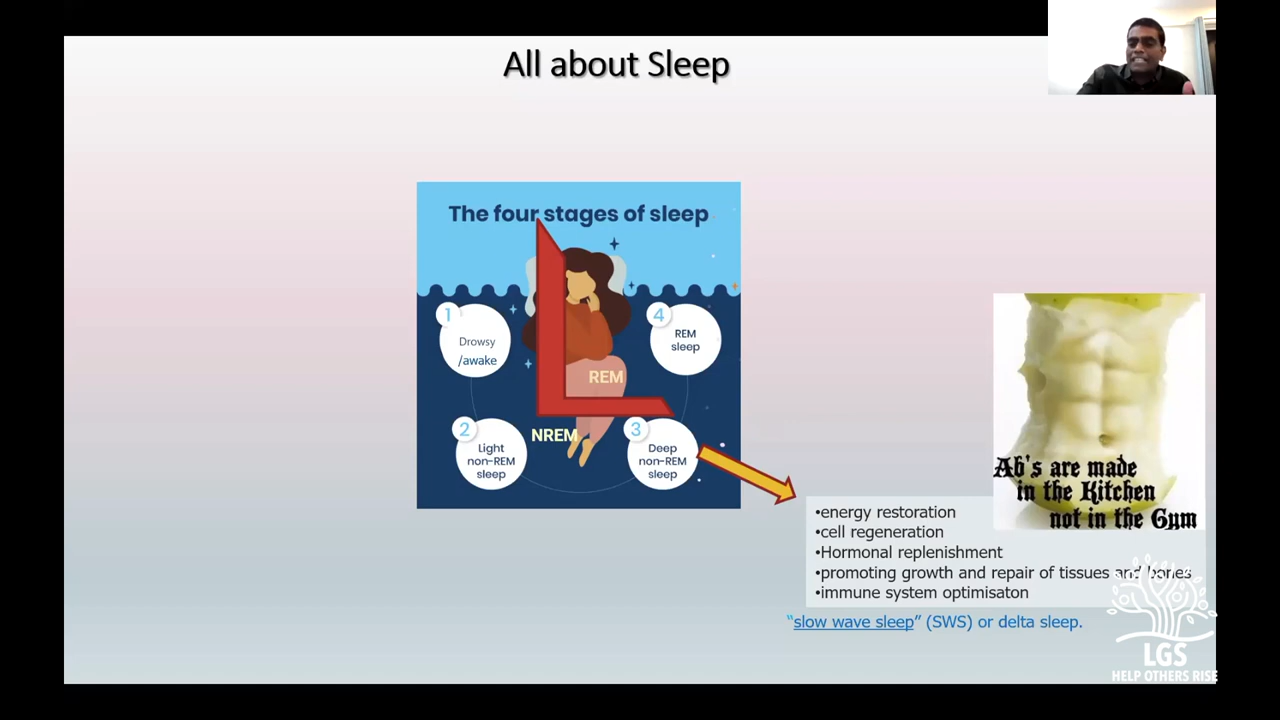 All about Sleep
The four stages of sleep
1
Drowsy
/awake
4
REM
sleep
REM
NREM
2
Light
non-REM
sleep
3
Deep
non-REM
sleep
Ab's are made
in the Kitchen
not in the Gym
•energy restoration
•cell regeneration
•Hormonal replenishment
•promoting growth and repair of tissues and bones
•immune system optimisaton
“slow wave sleep” (SWS) or delta sleep.
LGS
HELP OTHERS RISE